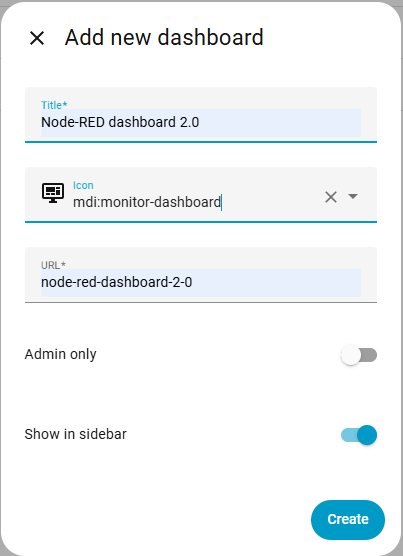 Add new dashboard
Title*
Node-RED dashboard 2.0
Icon
mdi:monitor-dashboard
URL*
node-red-dashboard-2-0
Admin only
Show in sidebar
Create